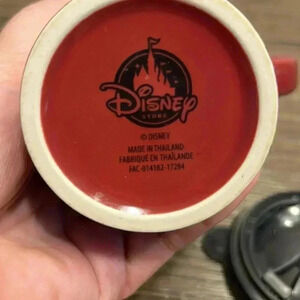 Disney
STORE
© DISNEY
MADE IN THAILAND
FABRIQUÉ EN THAÏLANDE
FAC-014182-17284